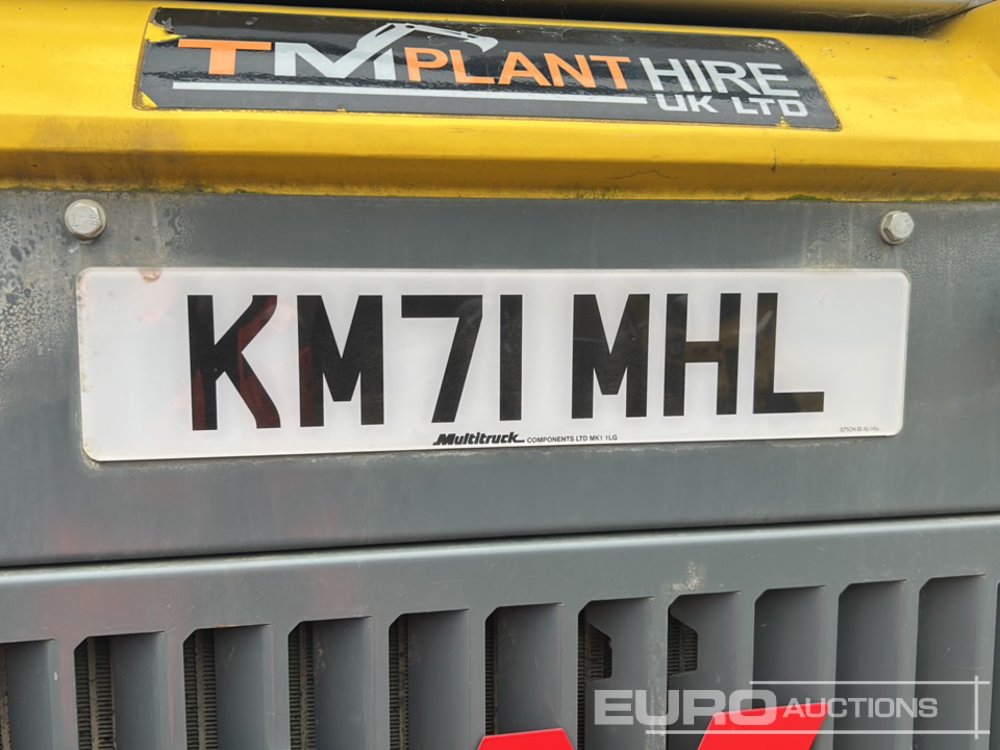 TM PLANT HIRE
UK LTD
KM71 MHL
Multitruck COMPONENTS LTD MK1 1LG
EURO AUCTIONS